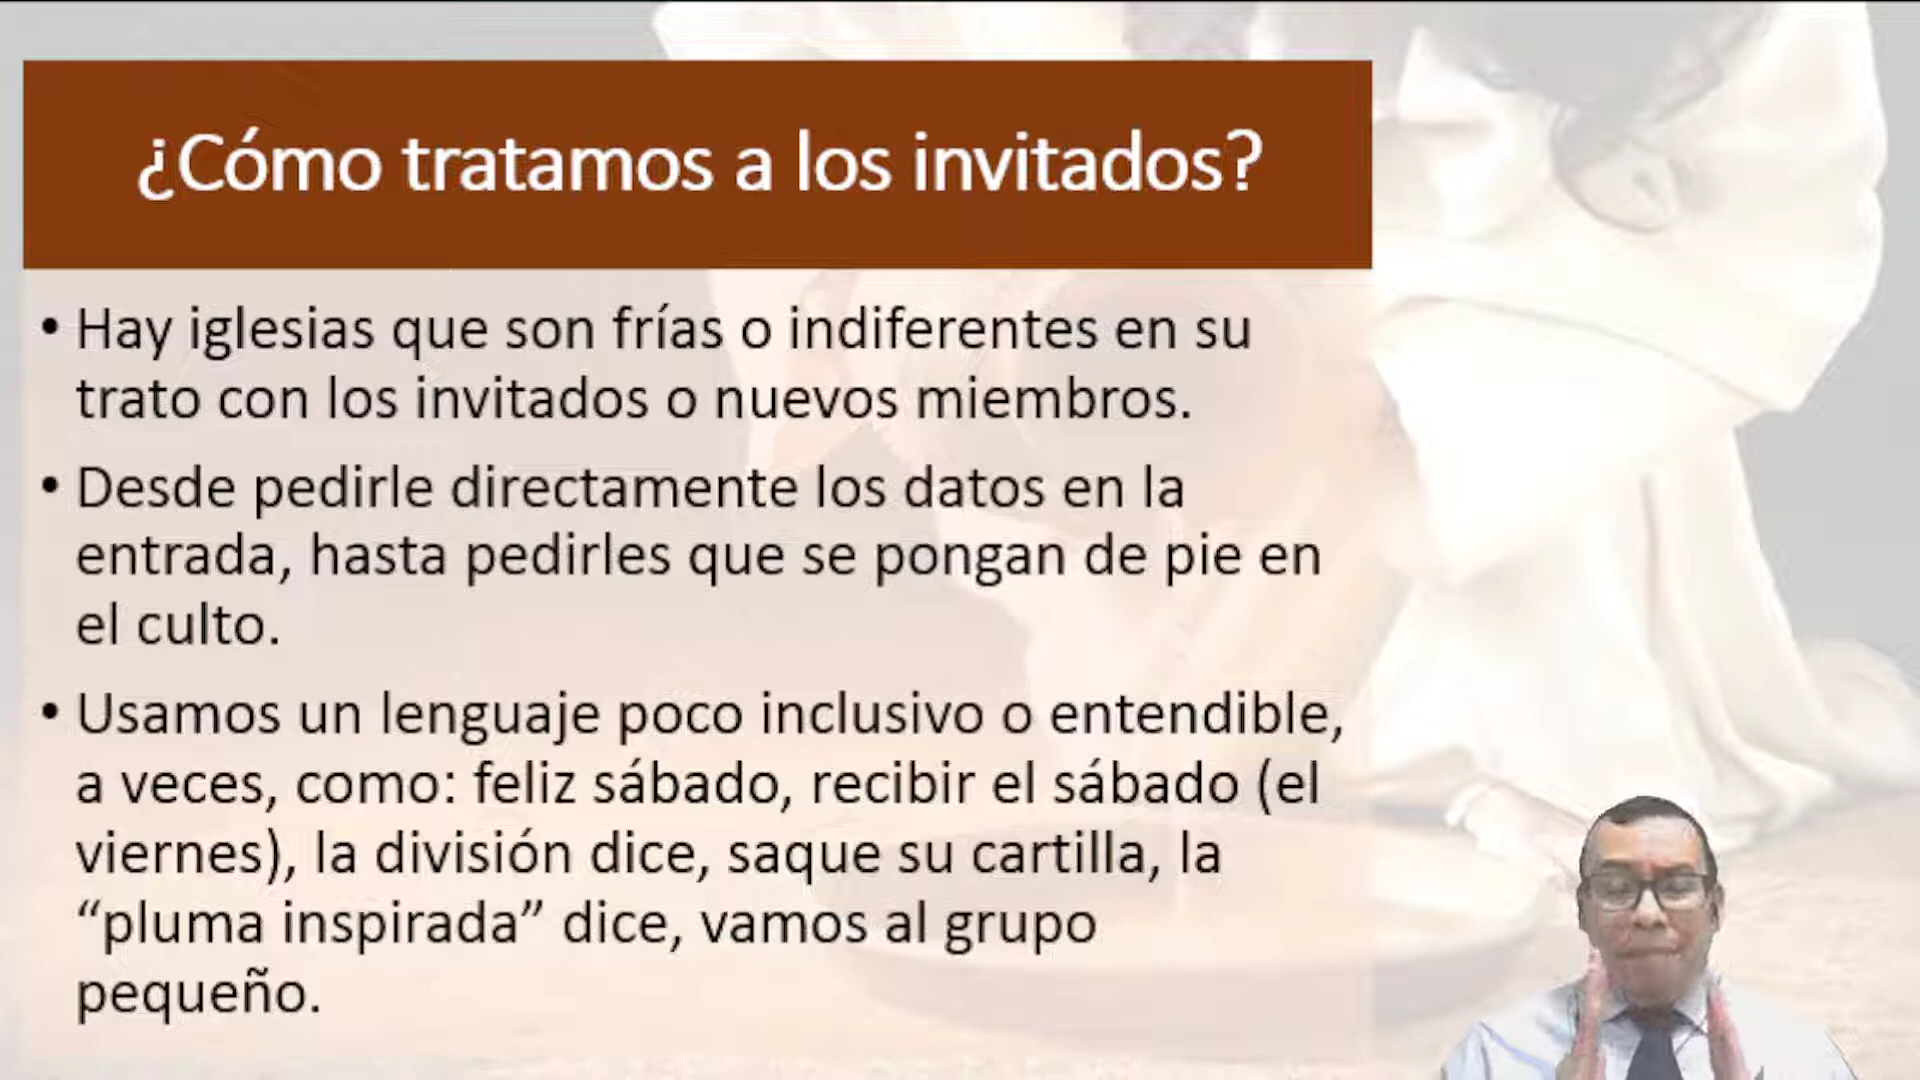 ¿Cómo tratamos a los invitados?
• Hay iglesias que son frías o indiferentes en su
trato con los invitados o nuevos miembros.
• Desde pedirle directamente los datos en la
entrada, hasta pedirles que se pongan de pie en
el culto.
• Usamos un lenguaje poco inclusivo o entendible,
a veces, como: feliz sábado, recibir el sábado (el
viernes), la división dice, saque su cartilla, la
“pluma inspirada” dice, vamos al grupo
pequeño.